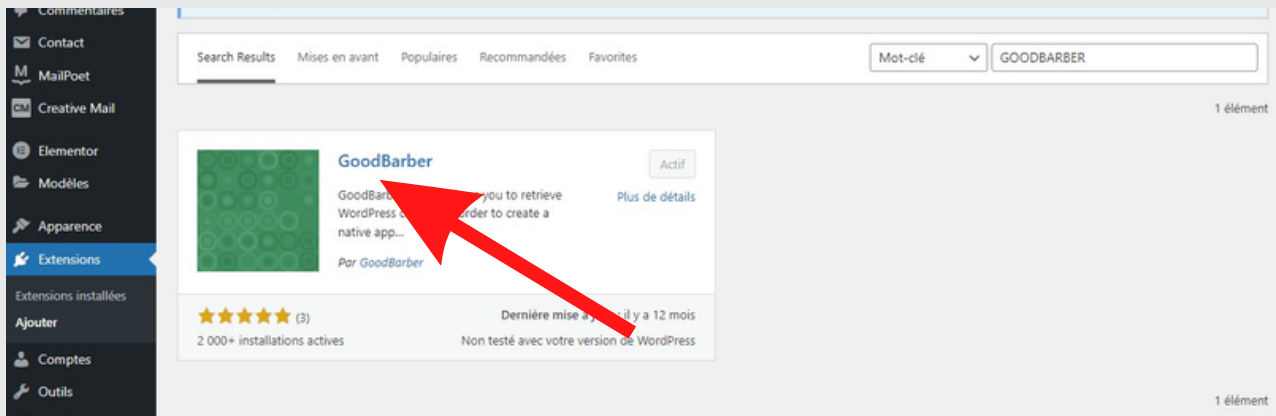 Commentaires
Contact
MailPoet
CM Creative Mail
Elementor
Modèles
Apparence
Extensions
Extensions installées
Ajouter
Comptes
Outils
Search Results Mises en avant Populaires Recommandées Favorites Mot-clé GOODBARBER
1 élément
GoodBarber Actif
you to retrieve Plus de détails
WordPress order to create a
native app...
Par GoodBarber
(3) Dernière mise il y a 12 mois
2 000+ installations actives Non testé avec votre version de WordPress
1 élément